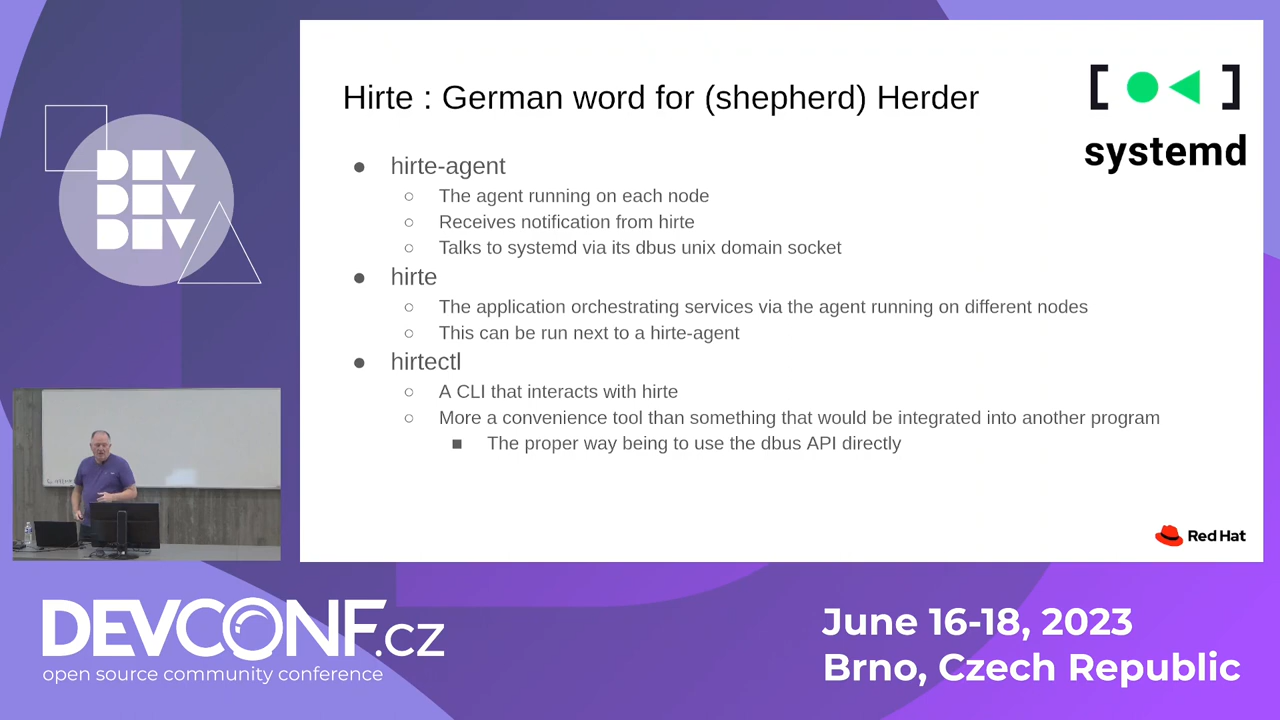 DEV
DEV
DEV
Hirte : German word for (shepherd) Herder
systemd
● hirte-agent
○ The agent running on each node
○ Receives notification from hirte
○ Talks to systemd via its dbus unix domain socket
● hirte
○ The application orchestrating services via the agent running on different nodes
○ This can be run next to a hirte-agent
● hirtectl
○ A CLI that interacts with hirte
○ More a convenience tool than something that would be integrated into another program
■ The proper way being to use the dbus API directly
Red Hat
DEVCONF.cz
open source community conference
June 16-18, 2023
Brno, Czech Republic